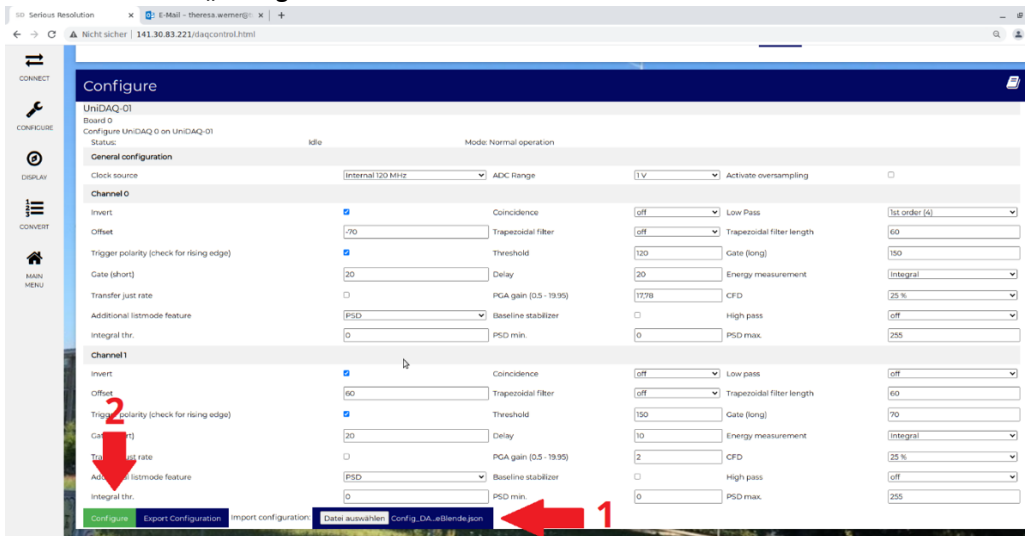 SD Serious Resolution × E-Mail – theresa.werner@t × +
Nicht sicher | 141.30.83.221/daqcontrol.html
CONNECT
CONFIGURE
DISPLAY
CONVERT
MAIN
MENU
Configure
UniDAQ-01
Board 0
Configure UniDAQ 0 on UniDAQ-01
Status: Idle Mode: Normal operation
General configuration
Clock source Internal 120 MHz ADC Range 1 V Activate oversampling
Channel 0
Invert Coincidence off Low Pass 1st order (4)
Offset -70 Trapezoidal filter off Trapezoidal filter length 60
Trigger polarity (check for rising edge) Threshold 120 Gate (long) 150
Gate (short) 20 Delay 20 Energy measurement Integral
Transfer just rate PGA gain (0.5 - 19.95) 17,78 CFD 25 %
Additional listmode feature PSD Baseline stabilizer High pass off
Integral thr. 0 PSD min. 0 PSD max. 255
Channel 1
Invert Coincidence off Low pass off
Offset 60 Trapezoidal filter off Trapezoidal filter length 60
2
Trigger polarity (check for rising edge) Threshold 150 Gate (long) 70
20 Delay 10 Energy measurement Integral
just rate PGA gain (0.5 - 19.95) 2 CFD 25 %
listmode feature PSD Baseline stabilizer High pass off
Integral thr. 0 PSD min. 0 PSD max. 255
Configure Export Configuration Import configuration: Datei auswählen Config_DA...eBlende.json 1